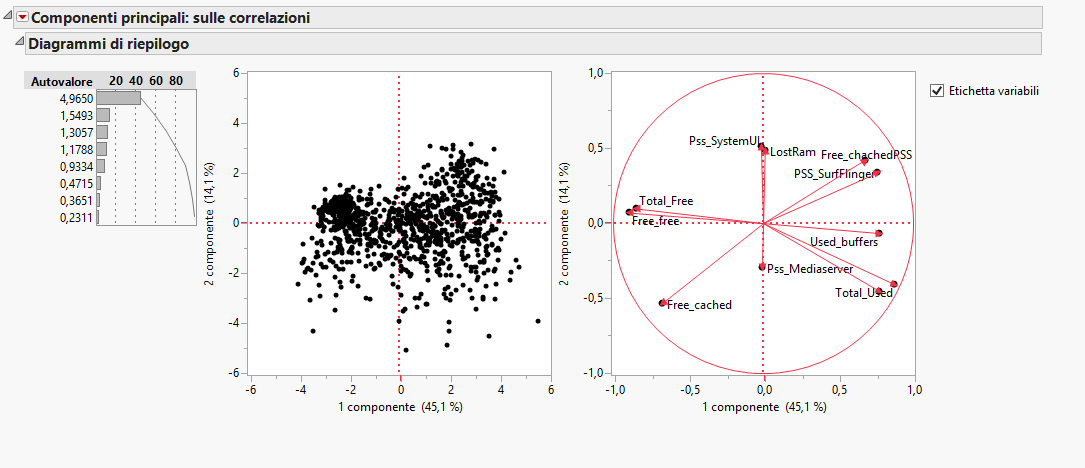 Componenti principali: sulle correlazioni
Diagrammi di riepilogo
Autovalore 20 40 60 80
4,9650
1,5493
1,3057
1,1788
0,9334
0,4715
0,3651
0,2311
6
4
2
0
-2
-4
-6
2 componente (14,1 %)
-6 -4 -2 0 2 4 6
1 componente (45,1 %)
1,0
0,5
0,0
-0,5
-1,0
2 componente (14,1 %)
Pss_SystemUI
LostRam
Free_chachedPSS
PSS_SurfFlinger
Total_Free
Free_free
Used_buffers
Pss_Mediaserver
Total_Used
Free_cached
-1,0 -0,5 0,0 0,5 1,0
1 componente (45,1 %)
Etichetta variabili